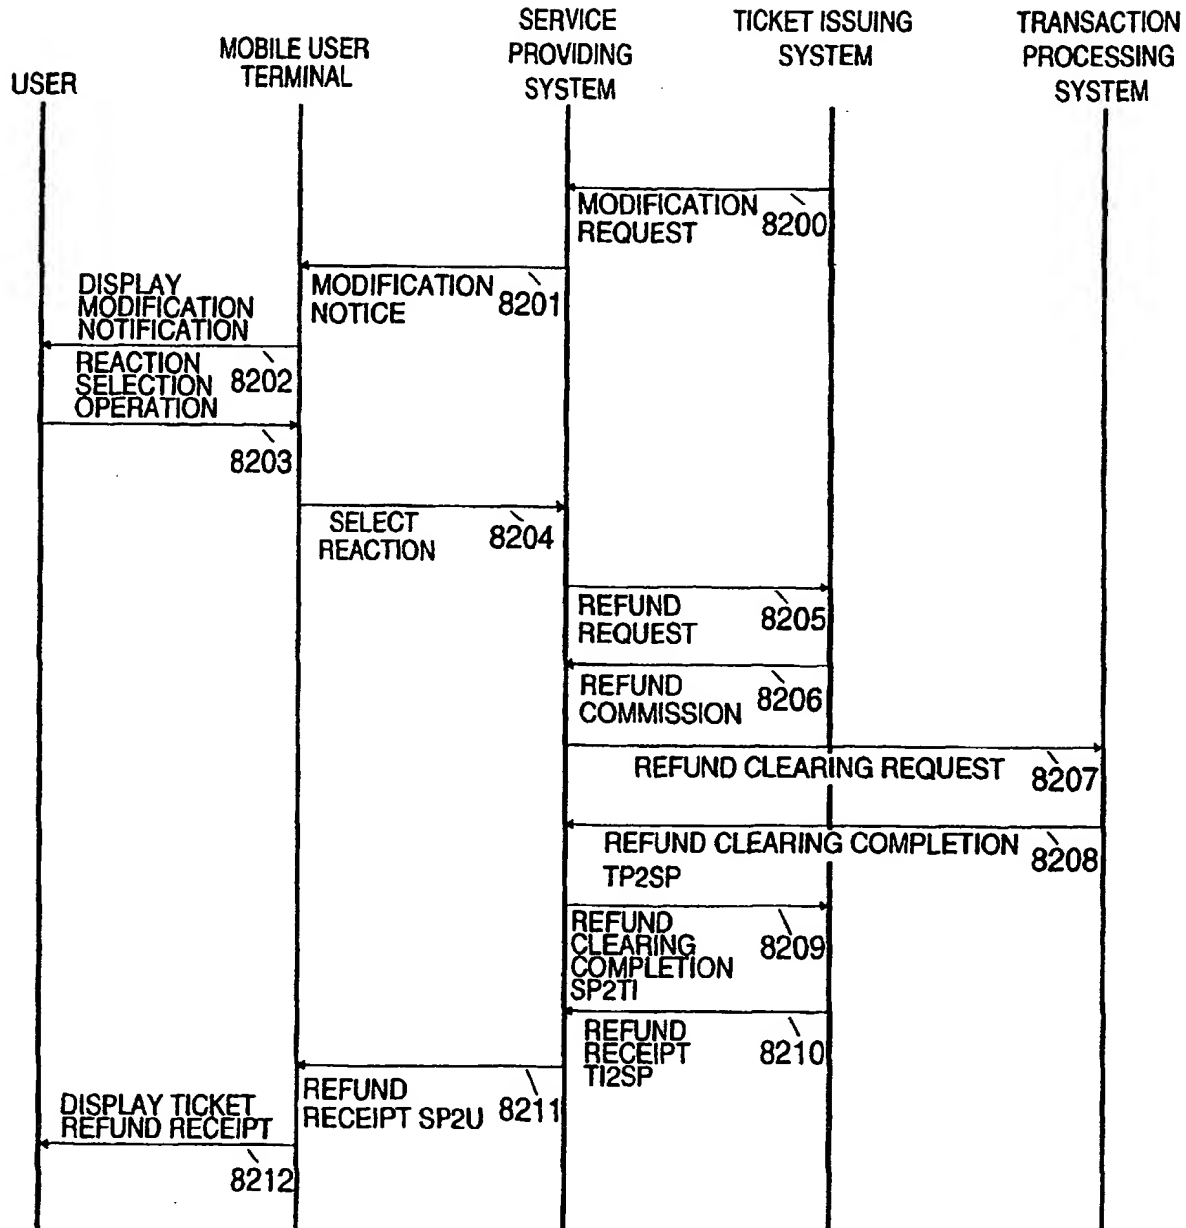 SERVICE
PROVIDING
SYSTEM
TICKET ISSUING
SYSTEM
TRANSACTION
PROCESSING
SYSTEM
MOBILE USER
TERMINAL
USER
MODIFICATION
REQUEST
8200
MODIFICATION
NOTICE
8201
DISPLAY
MODIFICATION
NOTIFICATION
8202
REACTION
SELECTION
OPERATION
8203
SELECT
REACTION
8204
REFUND
REQUEST
8205
REFUND
COMMISSION
8206
REFUND CLEARING REQUEST
8207
REFUND CLEARING COMPLETION
TP2SP
8208
REFUND
CLEARING
COMPLETION
SP2TI
8209
REFUND
RECEIPT
TI2SP
8210
REFUND
RECEIPT SP2U
8211
DISPLAY TICKET
REFUND RECEIPT
8212